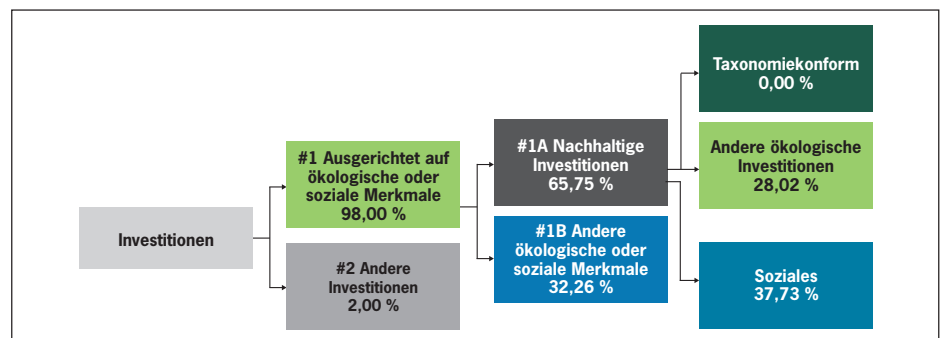 Investitionen
#1 Ausgerichtet auf
ökologische oder
soziale Merkmale
98,00 %
#2 Andere
Investitionen
2,00 %
#1A Nachhaltige
Investitionen
65,75 %
#1B Andere
ökologische oder
soziale Merkmale
32,26 %
Taxonomiekonform
0,00 %
Andere ökologische
Investitionen
28,02 %
Soziales
37,73 %